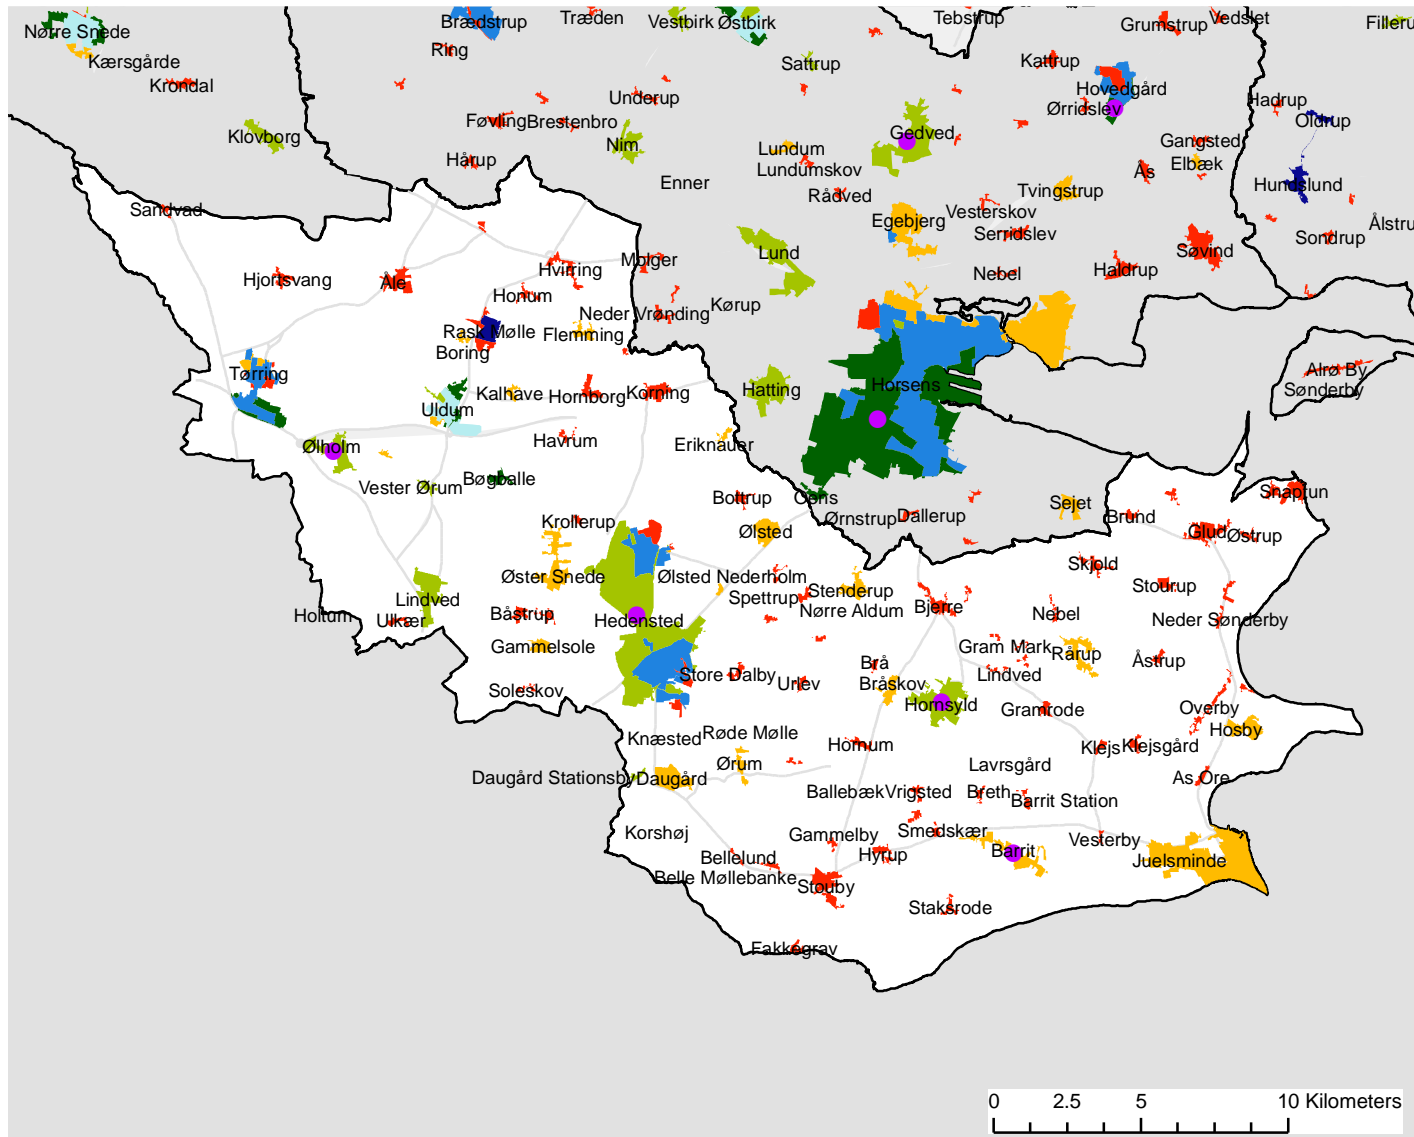 Nørre Snede
Brædstrup
Træden
Vestbirk
Østbirk
Tebstrup
Grumstrup
Vedslet
Kærsgårde
Ring
Sattrup
Kattrup
Krondal
Underup
Hovedgård
Hadrup
Ørridslev
Oldrup
Føvling
Brestenbro
Klovborg
Nim
Gedved
Gangsted
Lundum
Elbæk
Hårup
Lundumskov
Ås
Enner
Rådved
Tvingstrup
Hundslund
Sandvad
Egebjerg
Vesterskov
Serridslev
Sondrup
Lund
Søvind
Hvirring
Molger
Nebel
Haldrup
Hjortsvang
Åle
Honum
Kørup
Neder Vrønding
Rask Mølle
Flemming
Boring
Tørring
Alrø By
Horsens
Sønderby
Kalhave
Hornborg
Korning
Hatting
Uldum
Havrum
Eriknauer
Ølholm
Bøgballe
Vester Ørum
Bottrup
Gens
Snaptun
Sejet
Krollerup
Ørnstrup
Dallerup
Brund
Ølsted
Glud
Østrup
Skjold
Øster Snede
Ølsted Nederholm
Stourup
Stenderup
Lindved
Spettrup
Nørre Aldum
Bjerre
Nebel
Holtum
Ulkær
Båstrup
Hedensted
Neder Sønderby
Gammelsole
Gram Mark
Rårup
Åstrup
Brå
Store Dalby
Lindved
Urlev
Bråskov
Soleskov
Hornsyld
Gramrode
Overby
Hosby
Knæsted
Røde Mølle
Hornum
Klejs
Klejsgård
Ørum
Lavrsgård
Daugård Stationsby
Daugård
As Ore
Ballebæk
Vrigsted
Breth
Barrit Station
Korshøj
Gammelby
Smedskær
Vesterby
Bellelund
Hyrup
Barrit
Juelsminde
Belle Møllebanke
Stouby
Staksrode
Fakkegrav
0 2.5 5 10 Kilometers